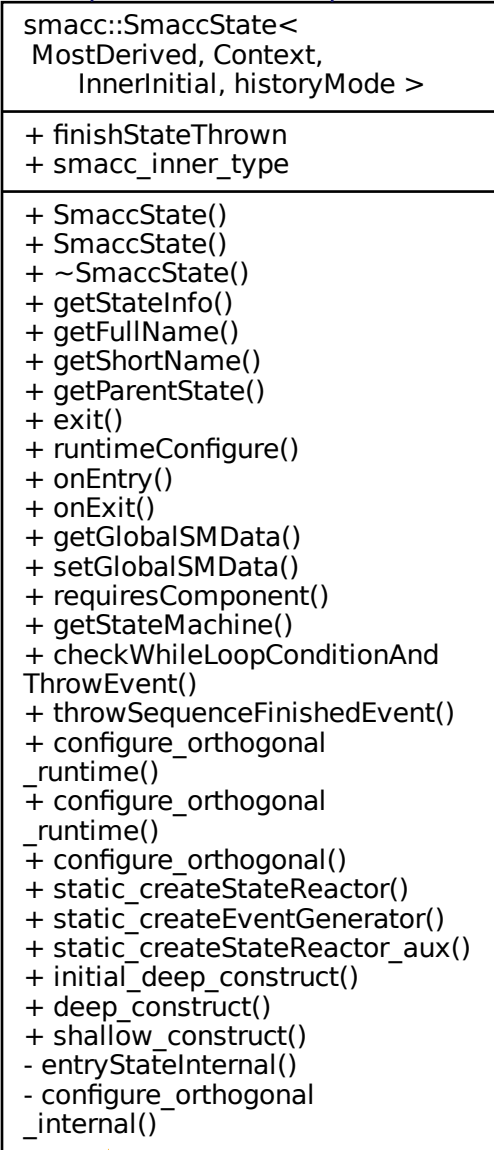 smacc::SmaccState<
MostDerived, Context,
InnerInitial, historyMode >
+ finishStateThrown
+ smacc_inner_type
+ SmaccState()
+ SmaccState()
+ ~SmaccState()
+ getStateInfo()
+ getFullName()
+ getShortName()
+ getParentState()
+ exit()
+ runtimeConfigure()
+ onEntry()
+ onExit()
+ getGlobalSMData()
+ setGlobalSMData()
+ requiresComponent()
+ getStateMachine()
+ checkWhileLoopConditionAnd
ThrowEvent()
+ throwSequenceFinishedEvent()
+ configure_orthogonal
_runtime()
+ configure_orthogonal
_runtime()
+ configure_orthogonal()
+ static_createStateReactor()
+ static_createEventGenerator()
+ static_createStateReactor_aux()
+ initial_deep_construct()
+ deep_construct()
+ shallow_construct()
- entryStateInternal()
- configure_orthogonal
_internal()